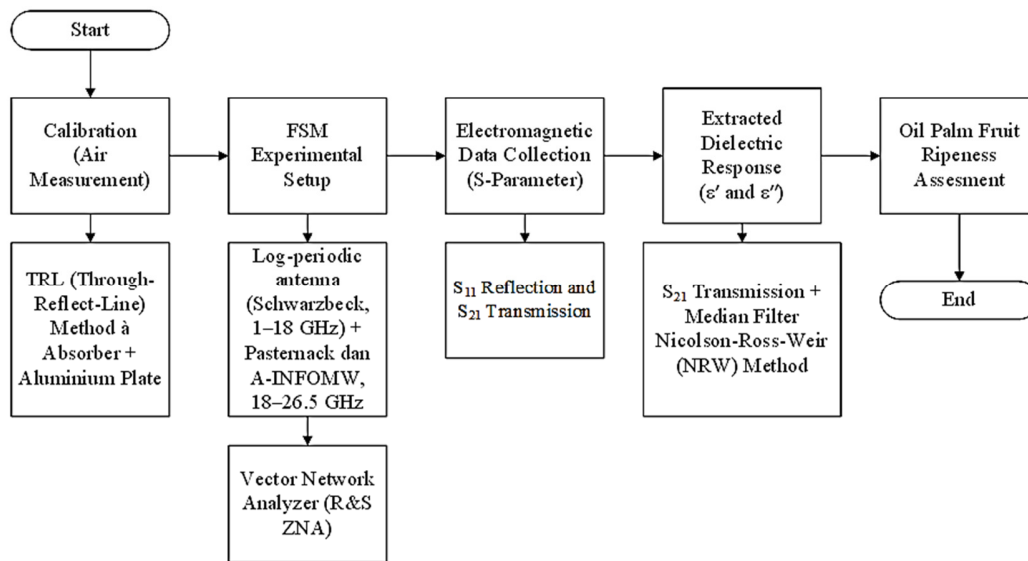 Start
Calibration
(Air
Measurement)
FSM
Experimental
Setup
Electromagnetic
Data Collection
(S-Parameter)
Extracted
Dielectric
Response
(ε′ and ε″)
Oil Palm Fruit
Ripeness
Assesment
TRL (Through-
Reflect-Line)
Method à
Absorber +
Aluminium Plate
Log-periodic
antenna
(Schwarzbeck,
1–18 GHz) +
Pasternack dan
A-INFOMW,
18–26.5 GHz
S₁₁ Reflection and
S₂₁ Transmission
S₂₁ Transmission +
Median Filter
Nicolson-Ross-Weir
(NRW) Method
End
Vector Network
Analyzer (R&S
ZNA)